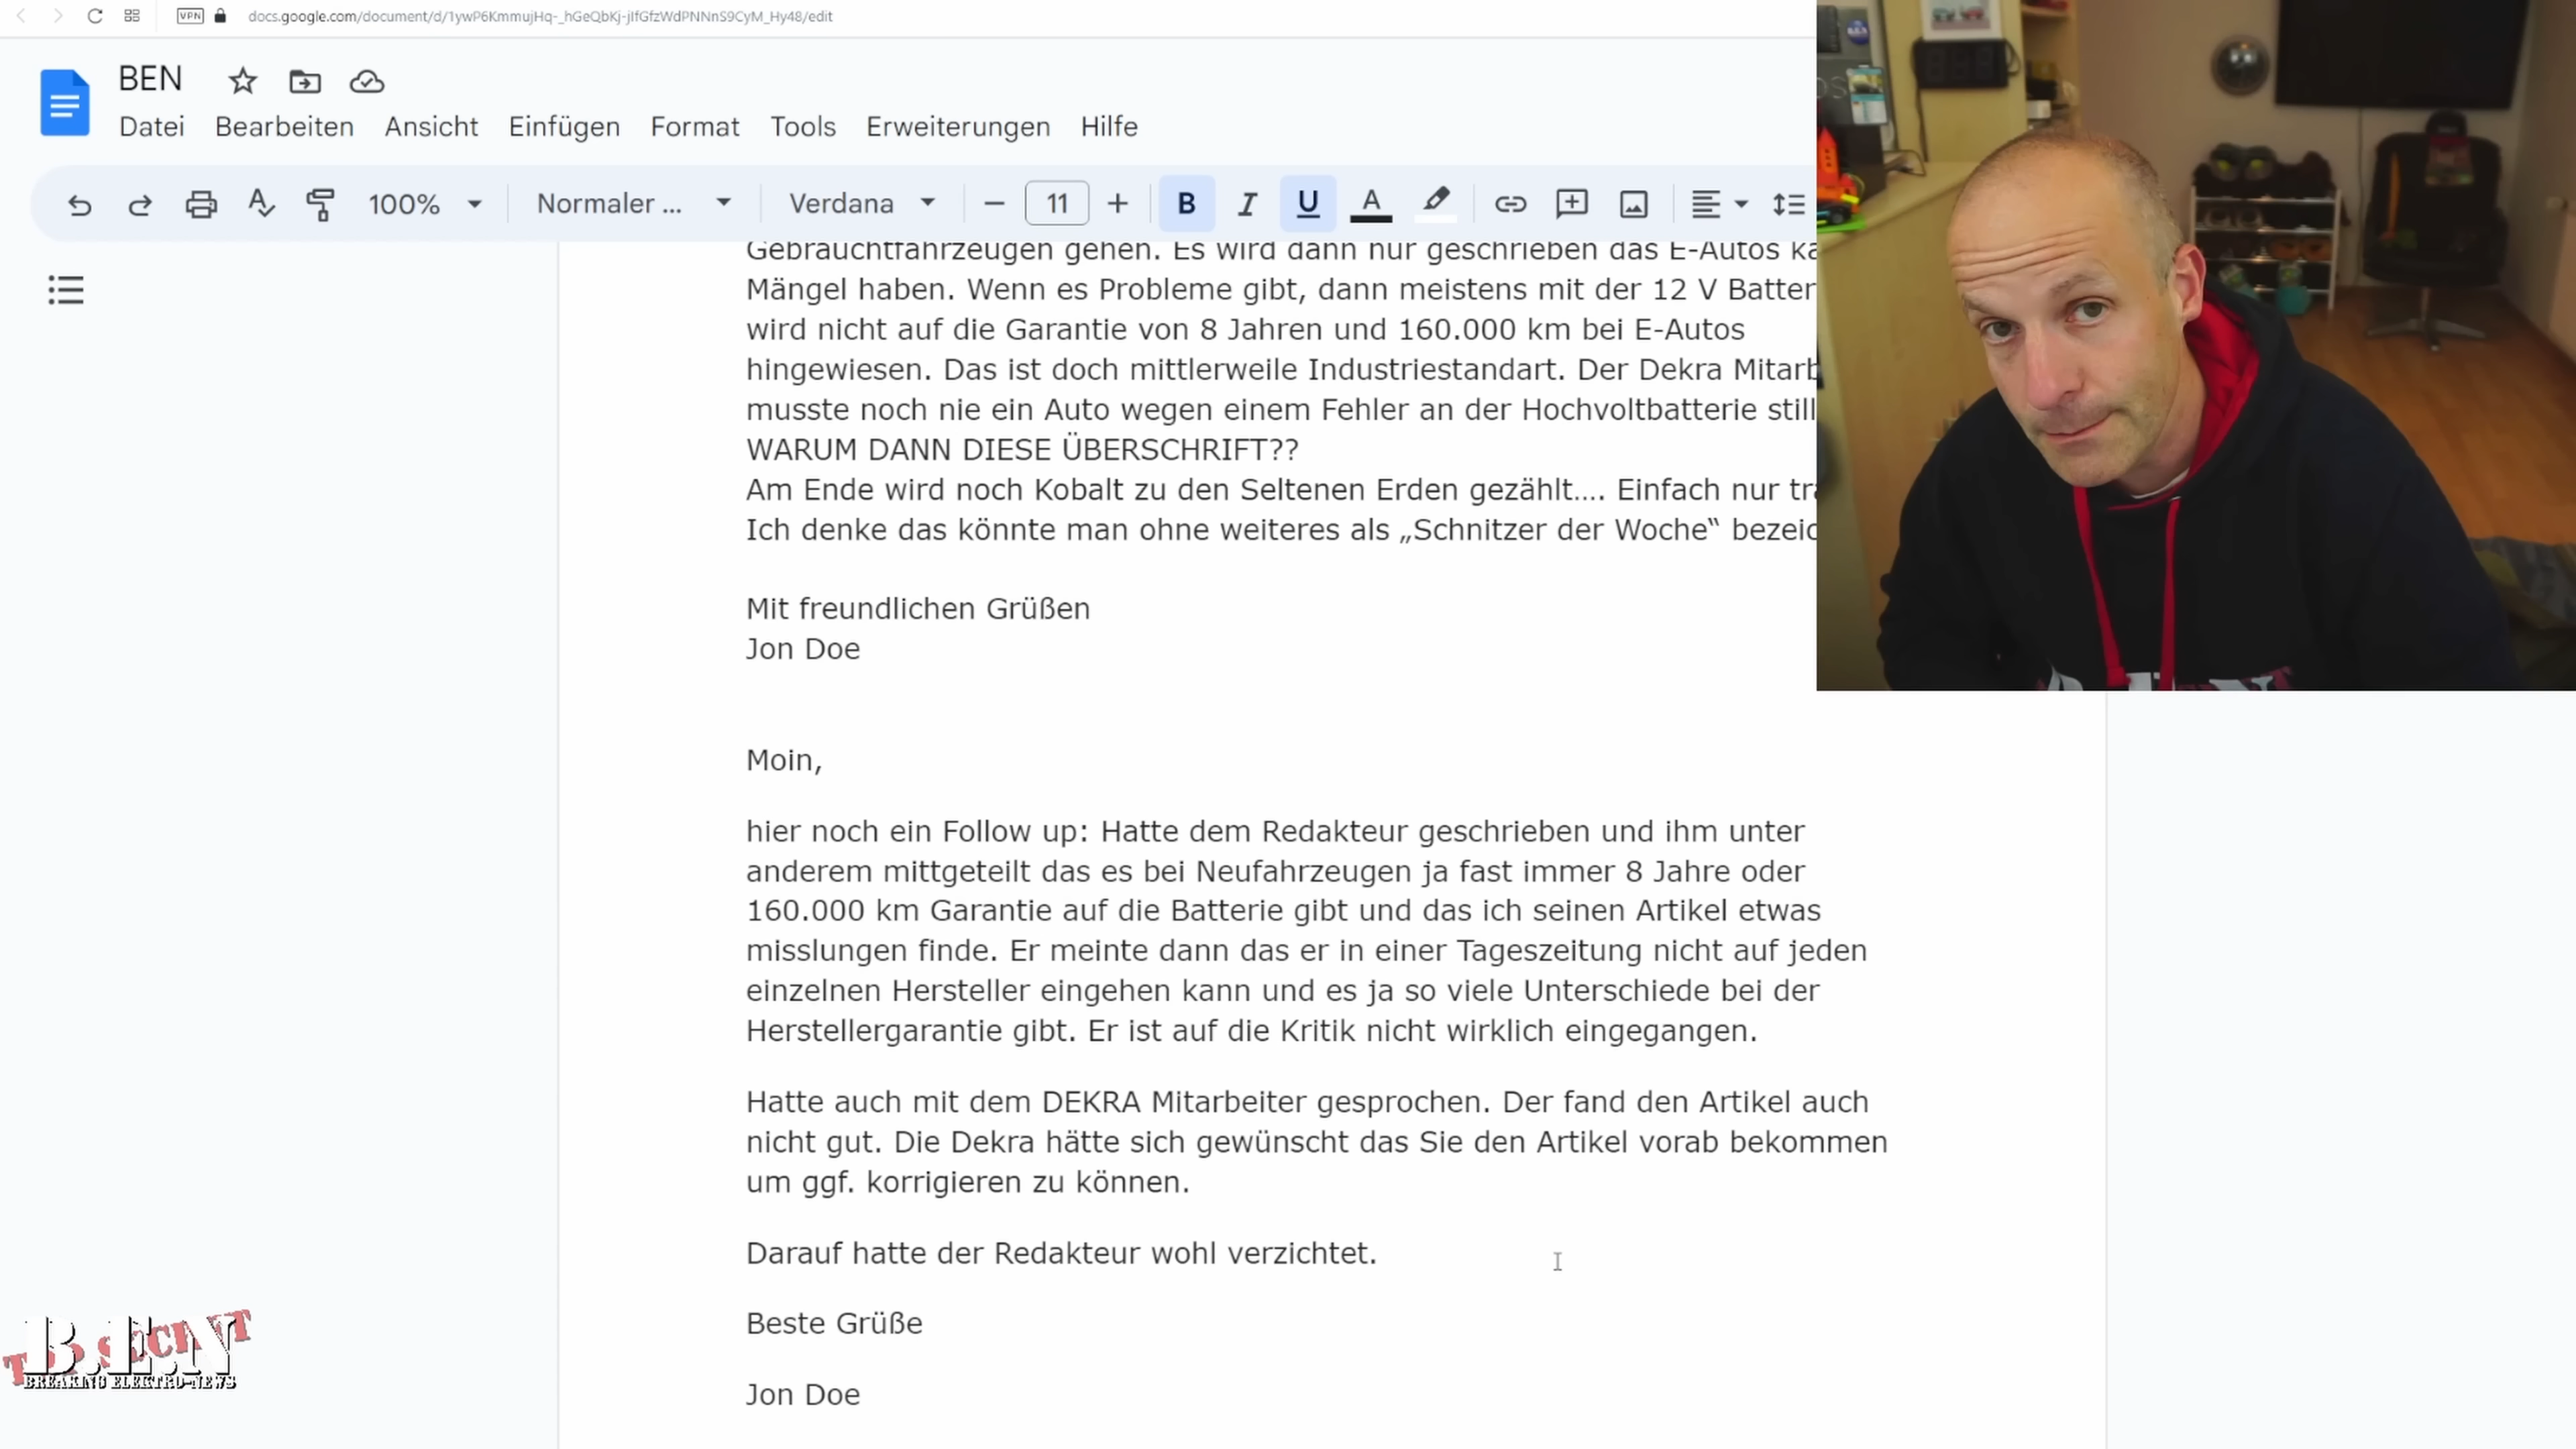 docs.google.com/document/d/1ywP6KmmujHq-_hGeQbKj-jIfGfzWdPNNnS9CyM_Hy48/edit
VPN
BEN
Datei Bearbeiten Ansicht Einfügen Format Tools Erweiterungen Hilfe
100% Normaler ... Verdana 11 B I U A
Gebrauchtfahrzeugen gehen. Es wird dann nur geschrieben das E-Autos
Mängel haben. Wenn es Probleme gibt, dann meistens mit der 12 V Batter
wird nicht auf die Garantie von 8 Jahren und 160.000 km bei E-Autos
hingewiesen. Das ist doch mittlerweile Industriestandart. Der Dekra Mitarb
musste noch nie ein Auto wegen einem Fehler an der Hochvoltbatterie still
WARUM DANN DIESE ÜBERSCHRIFT??
Am Ende wird noch Kobalt zu den Seltenen Erden gezählt.... Einfach nur tra
Ich denke das könnte man ohne weiteres als „Schnitzer der Woche“ bezeic
Mit freundlichen Grüßen
Jon Doe
Moin,
hier noch ein Follow up: Hatte dem Redakteur geschrieben und ihm unter
anderem mittgeteilt das es bei Neufahrzeugen ja fast immer 8 Jahre oder
160.000 km Garantie auf die Batterie gibt und das ich seinen Artikel etwas
misslungen finde. Er meinte dann das er in einer Tageszeitung nicht auf jeden
einzelnen Hersteller eingehen kann und es ja so viele Unterschiede bei der
Herstellergarantie gibt. Er ist auf die Kritik nicht wirklich eingegangen.
Hatte auch mit dem DEKRA Mitarbeiter gesprochen. Der fand den Artikel auch
nicht gut. Die Dekra hätte sich gewünscht das Sie den Artikel vorab bekommen
um ggf. korrigieren zu können.
Darauf hatte der Redakteur wohl verzichtet.
Beste Grüße
Jon Doe
B.E.N
BREAKING ELEKTRO-NEWS